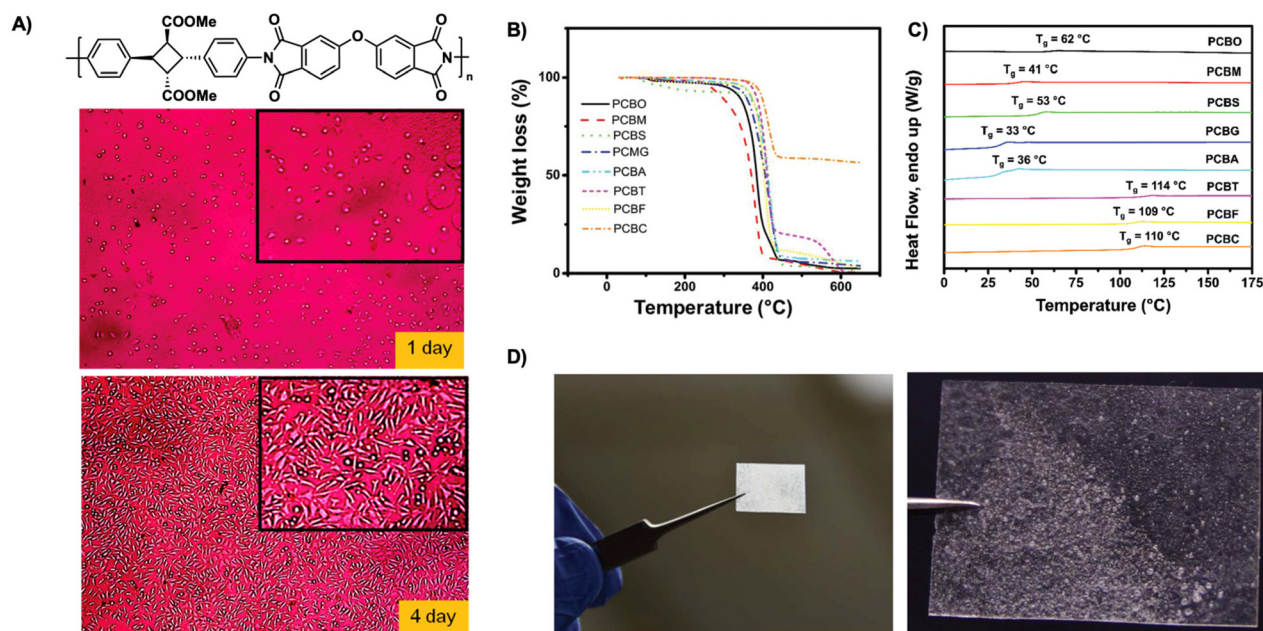 A)
COOMe
COOMe
O
O
N
O
O
O
N
O
n
1 day
4 day
B)
Weight loss (%)
100
50
0
PCBO
PCBM
PCBS
PCMG
PCBA
PCBT
PCBF
PCBC
0
200
400
600
Temperature (°C)
C)
Heat Flow, endo up (W/g)
Tg = 62 °C
PCBO
Tg = 41 °C
PCBM
Tg = 53 °C
PCBS
Tg = 33 °C
PCBG
Tg = 36 °C
PCBA
Tg = 114 °C
PCBT
Tg = 109 °C
PCBF
Tg = 110 °C
PCBC
0
25
50
75
100
125
150
175
Temperature (°C)
D)